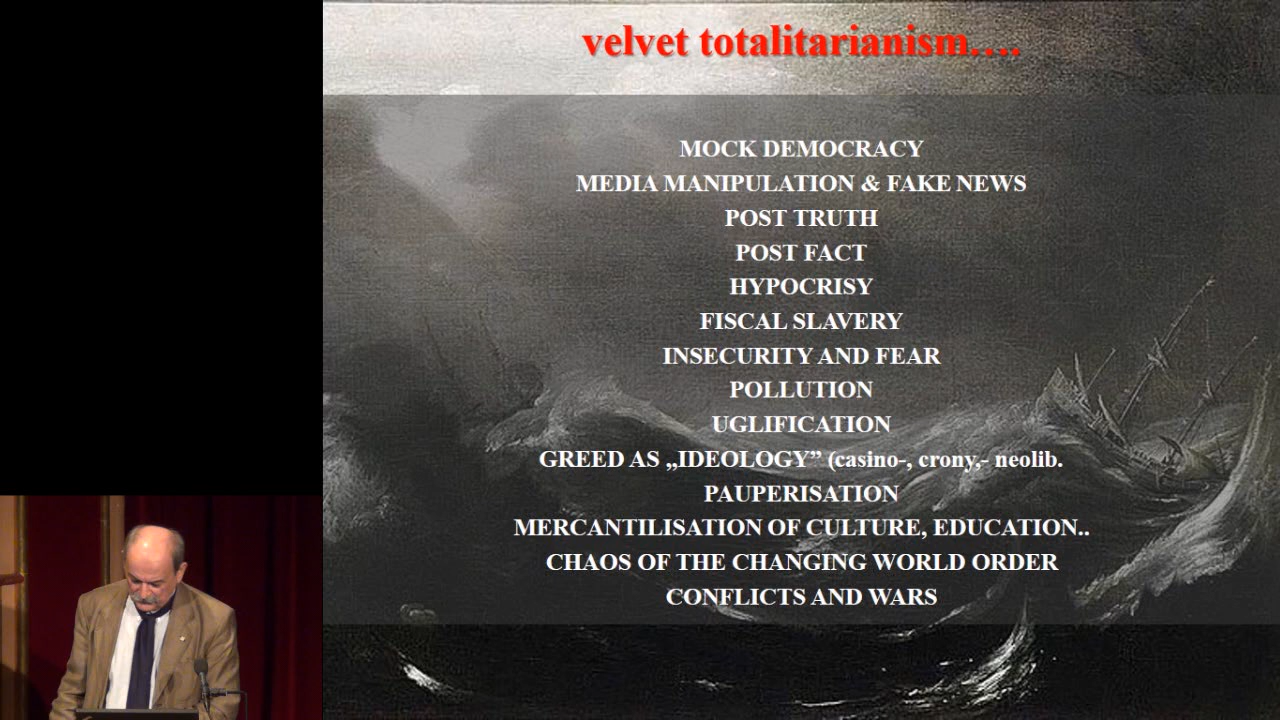 velvet totalitarianism….
MOCK DEMOCRACY
MEDIA MANIPULATION & FAKE NEWS
POST TRUTH
POST FACT
HYPOCRISY
FISCAL SLAVERY
INSECURITY AND FEAR
POLLUTION
UGLIFICATION
GREED AS „IDEOLOGY” (casino-, crony,- neolib.
PAUPERISATION
MERCANTILISATION OF CULTURE, EDUCATION..
CHAOS OF THE CHANGING WORLD ORDER
CONFLICTS AND WARS